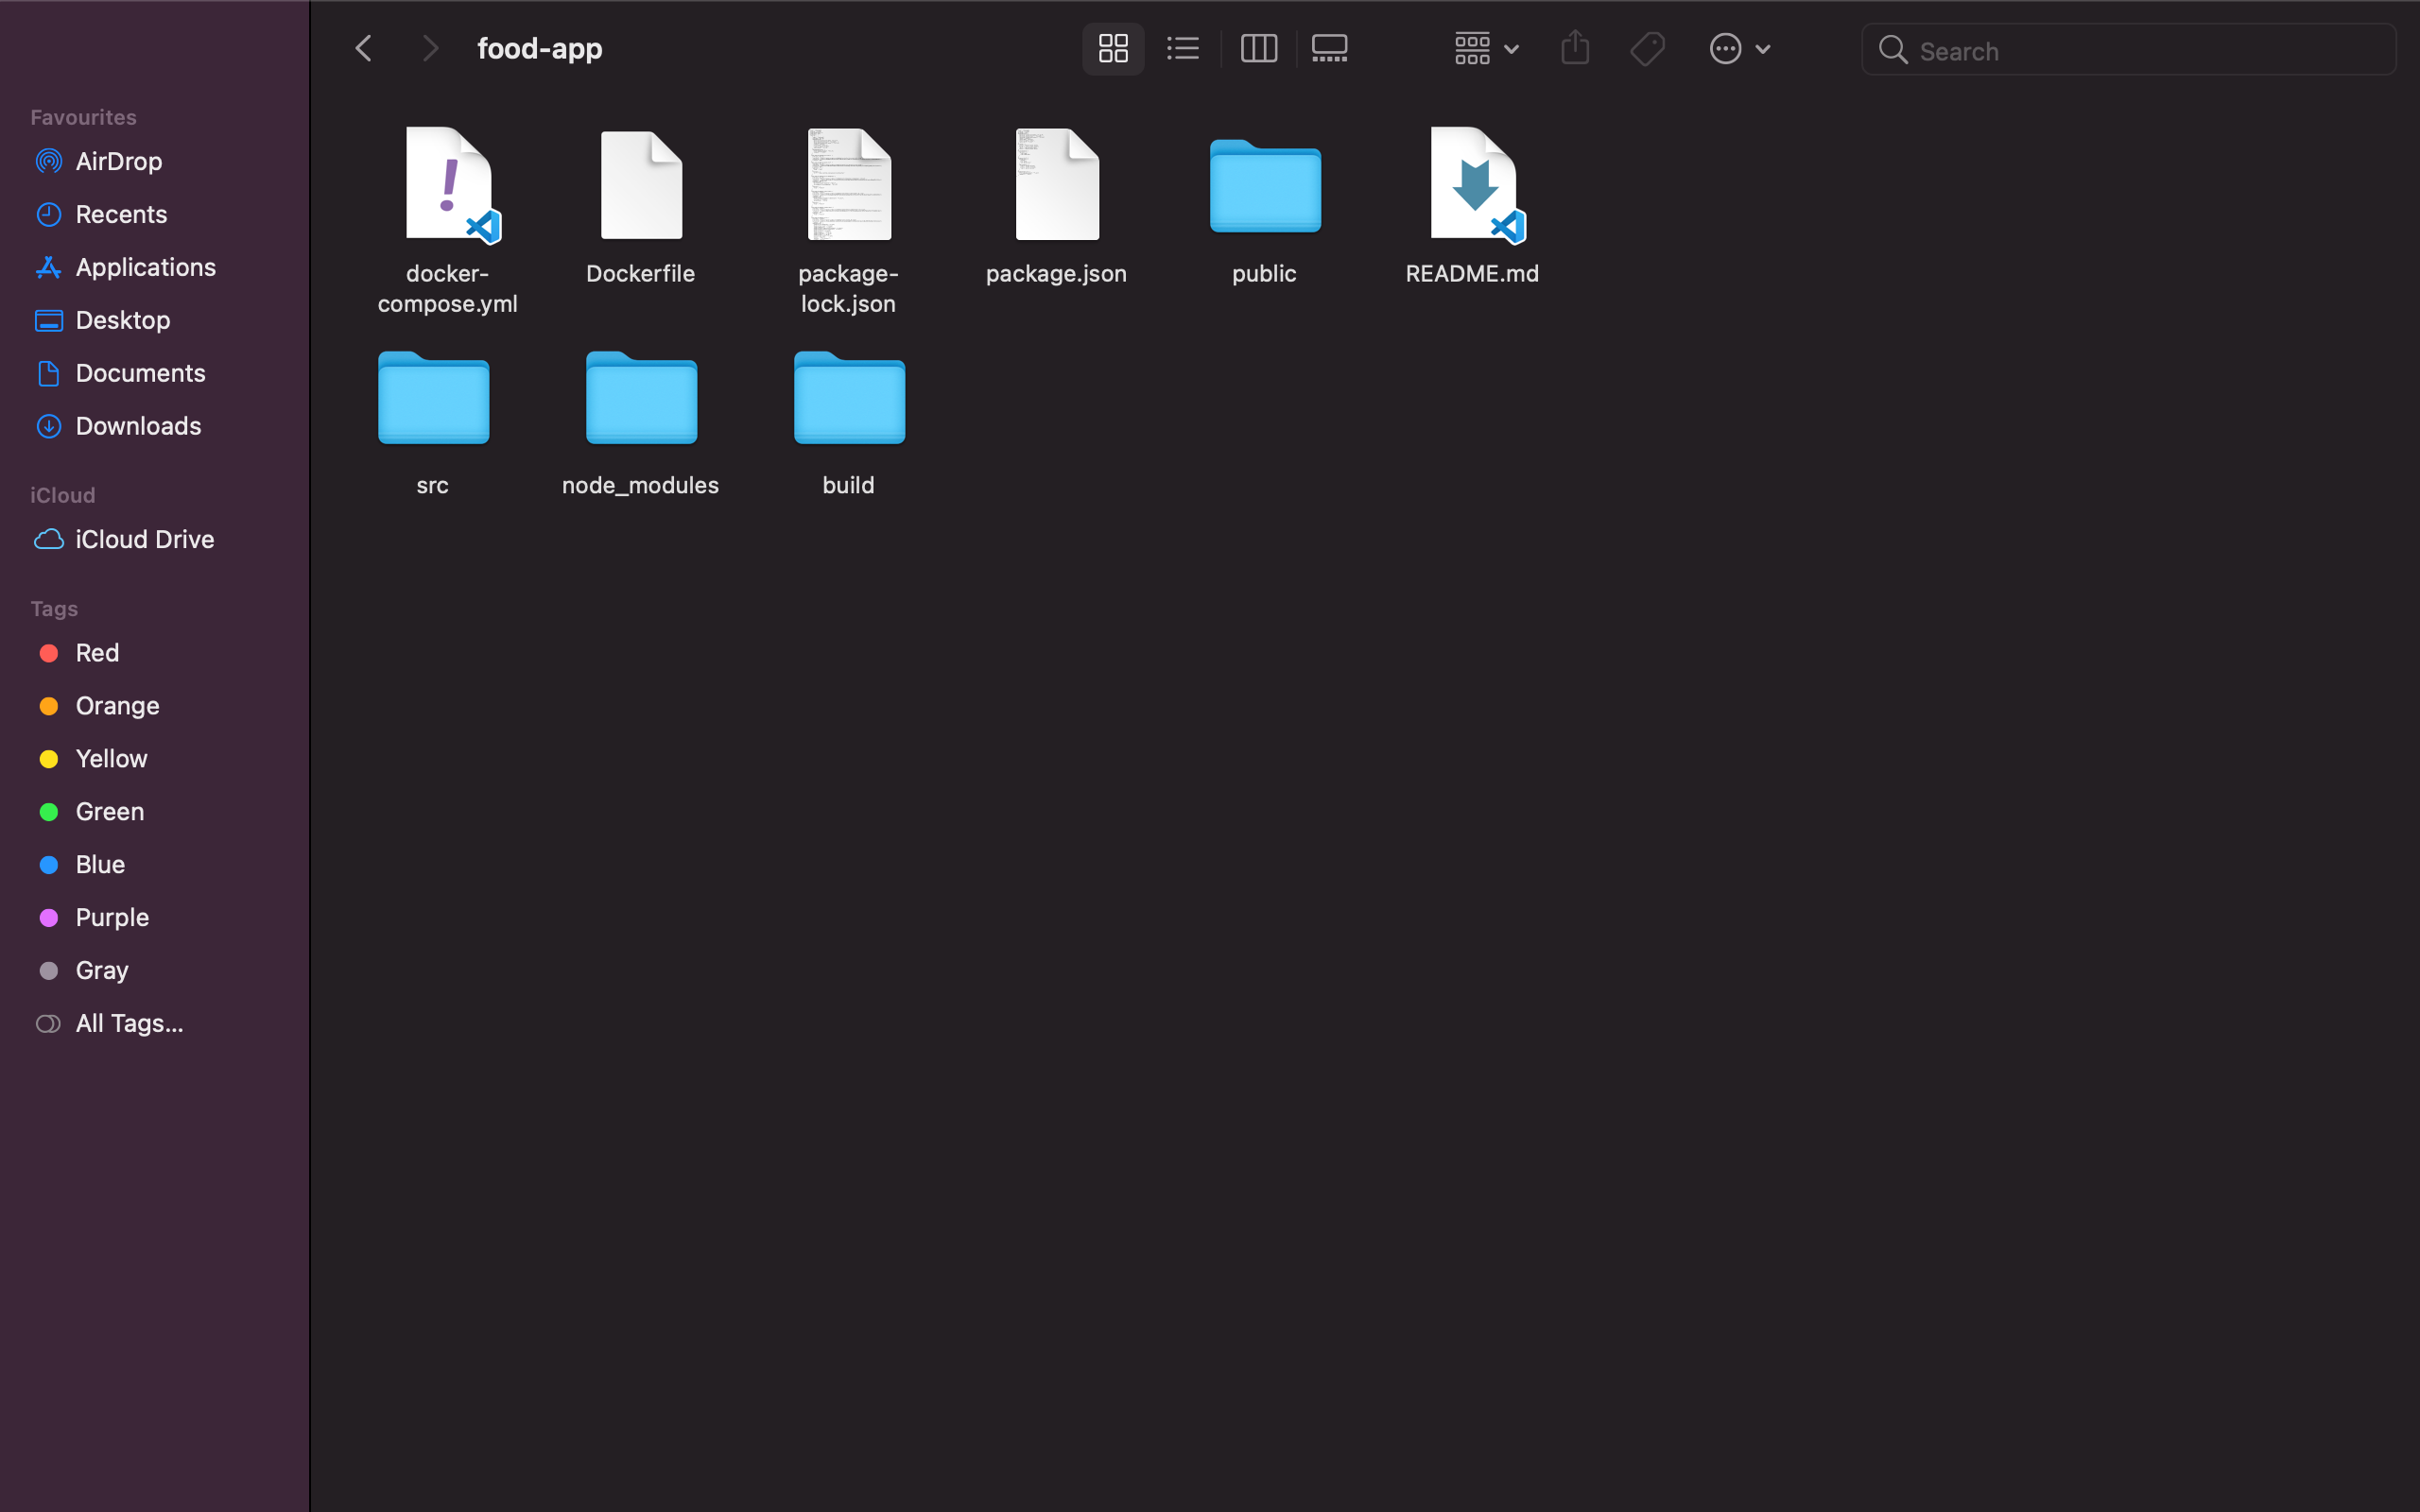 food-app
Search
Favourites
AirDrop
Recents
Applications
Desktop
Documents
Downloads
iCloud
iCloud Drive
Tags
Red
Orange
Yellow
Green
Blue
Purple
Gray
All Tags...
docker-
compose.yml
Dockerfile
package-
lock.json
package.json
public
README.md
src
node_modules
build